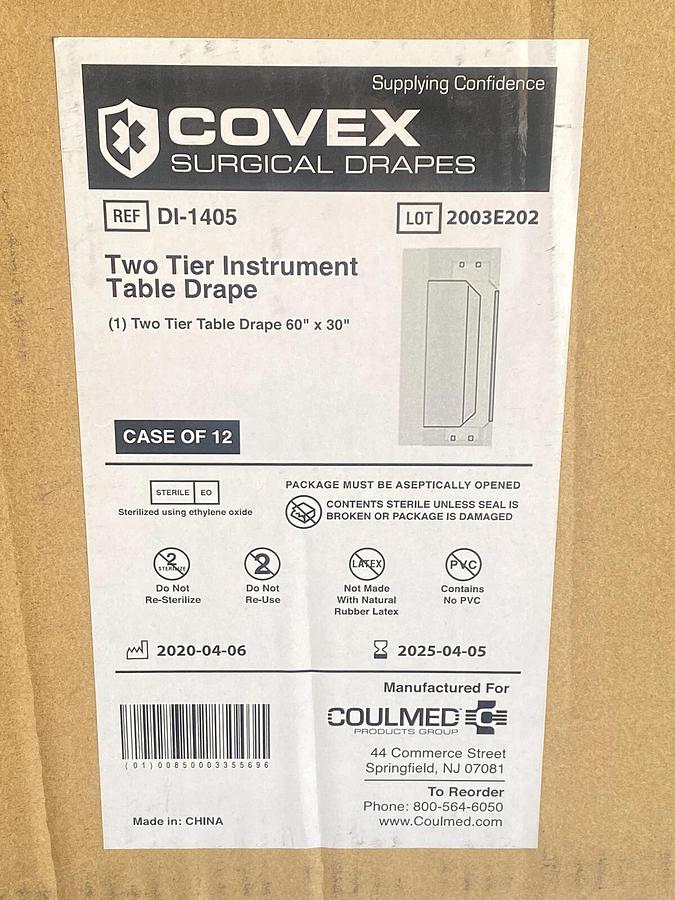 Supplying Confidence
COVEX
SURGICAL DRAPES
REF DI-1405
LOT 2003E202
Two Tier Instrument
Table Drape
(1) Two Tier Table Drape 60" x 30"
CASE OF 12
STERILE EO
Sterilized using ethylene oxide
PACKAGE MUST BE ASEPTICALLY OPENED
CONTENTS STERILE UNLESS SEAL IS
BROKEN OR PACKAGE IS DAMAGED
2
STERILIZE
Do Not
Re-Sterilize
2
Do Not
Re-Use
LATEX
Not Made
With Natural
Rubber Latex
PVC
Contains
No PVC
2020-04-06
2025-04-05
Manufactured For
COULMED
PRODUCTS GROUP
44 Commerce Street
Springfield, NJ 07081
To Reorder
Phone: 800-564-6050
www.Coulmed.com
(01)00850003355696
Made in: CHINA